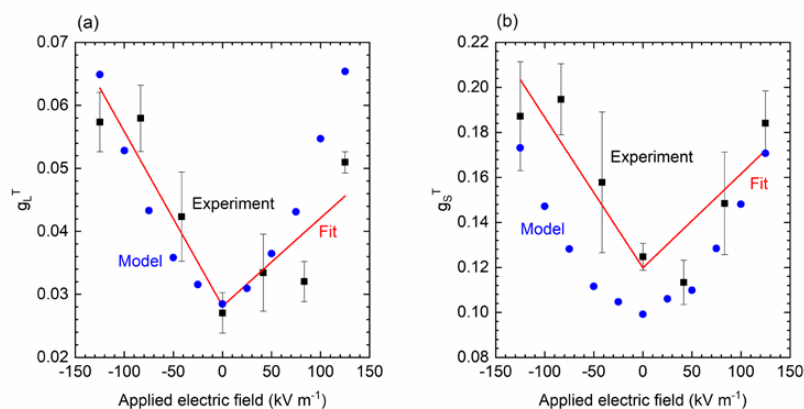 (a)
0.07
0.06
0.05
0.04
0.03
0.02
g_L^T
Experiment
Model
Fit
-150 -100 -50 0 50 100 150
Applied electric field (kV m⁻¹)
(b)
0.22
0.20
0.18
0.16
0.14
0.12
0.10
0.08
g_S^T
Experiment
Fit
Model
-150 -100 -50 0 50 100 150
Applied electric field (kV m⁻¹)